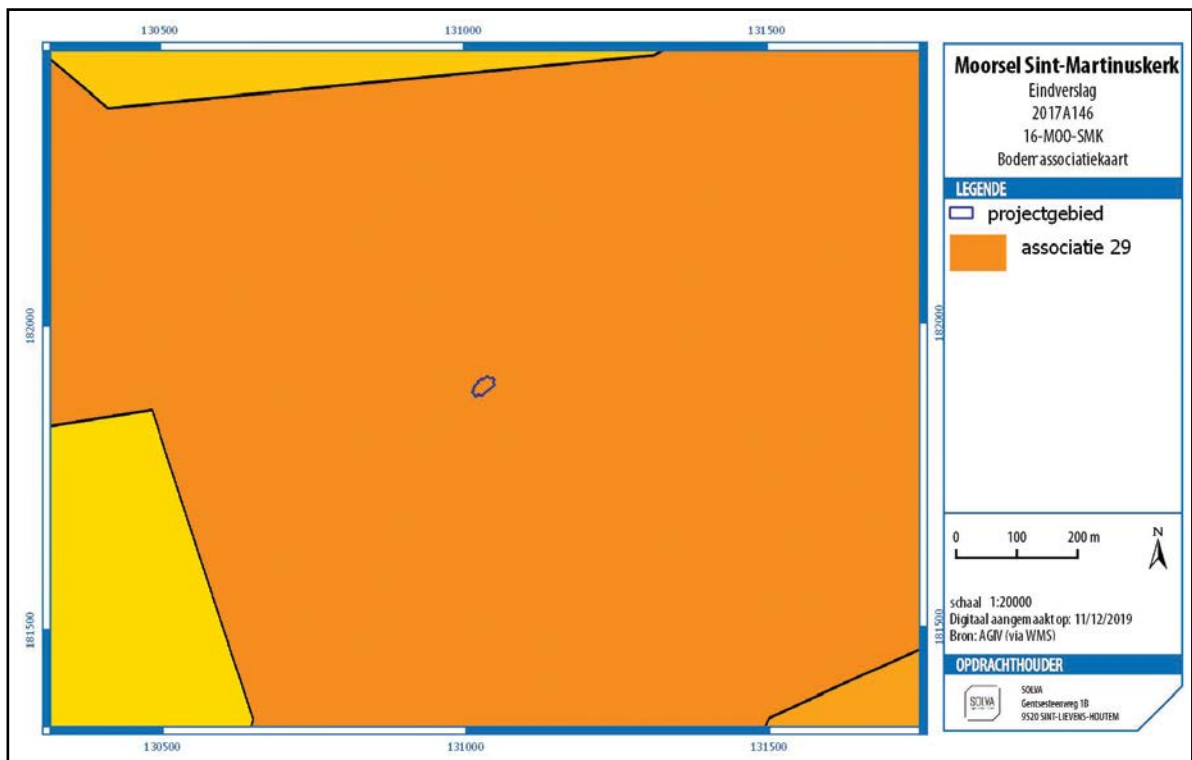 130500 131000 131500
182000
181500
182000
181500
130500 131000 131500
Moorsel Sint-Martinuskerk
Eindverslag
2017A146
16-MOO-SMK
Bodemassociatiekaart
LEGENDE
projectgebied
associatie 29
0 100 200 m
N
schaal 1:20000
Digitaal aangemaakt op: 11/12/2019
Bron: AGIV (via WMS)
OPDRACHTHOUDER
SOLVA
SOLVA
Gentsesteenweg 1B
9520 SINT-LIEVENS-HOUTEM